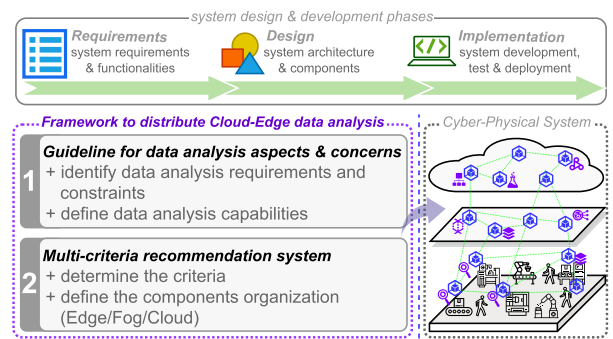 system design & development phases
Requirements
system requirements
& functionalities
Design
system architecture
& components
Implementation
system development,
test & deployment
Framework to distribute Cloud-Edge data analysis
1
Guideline for data analysis aspects & concerns
+ identify data analysis requirements and
constraints
+ define data analysis capabilities
2
Multi-criteria recommendation system
+ determine the criteria
+ define the components organization
(Edge/Fog/Cloud)
Cyber-Physical System